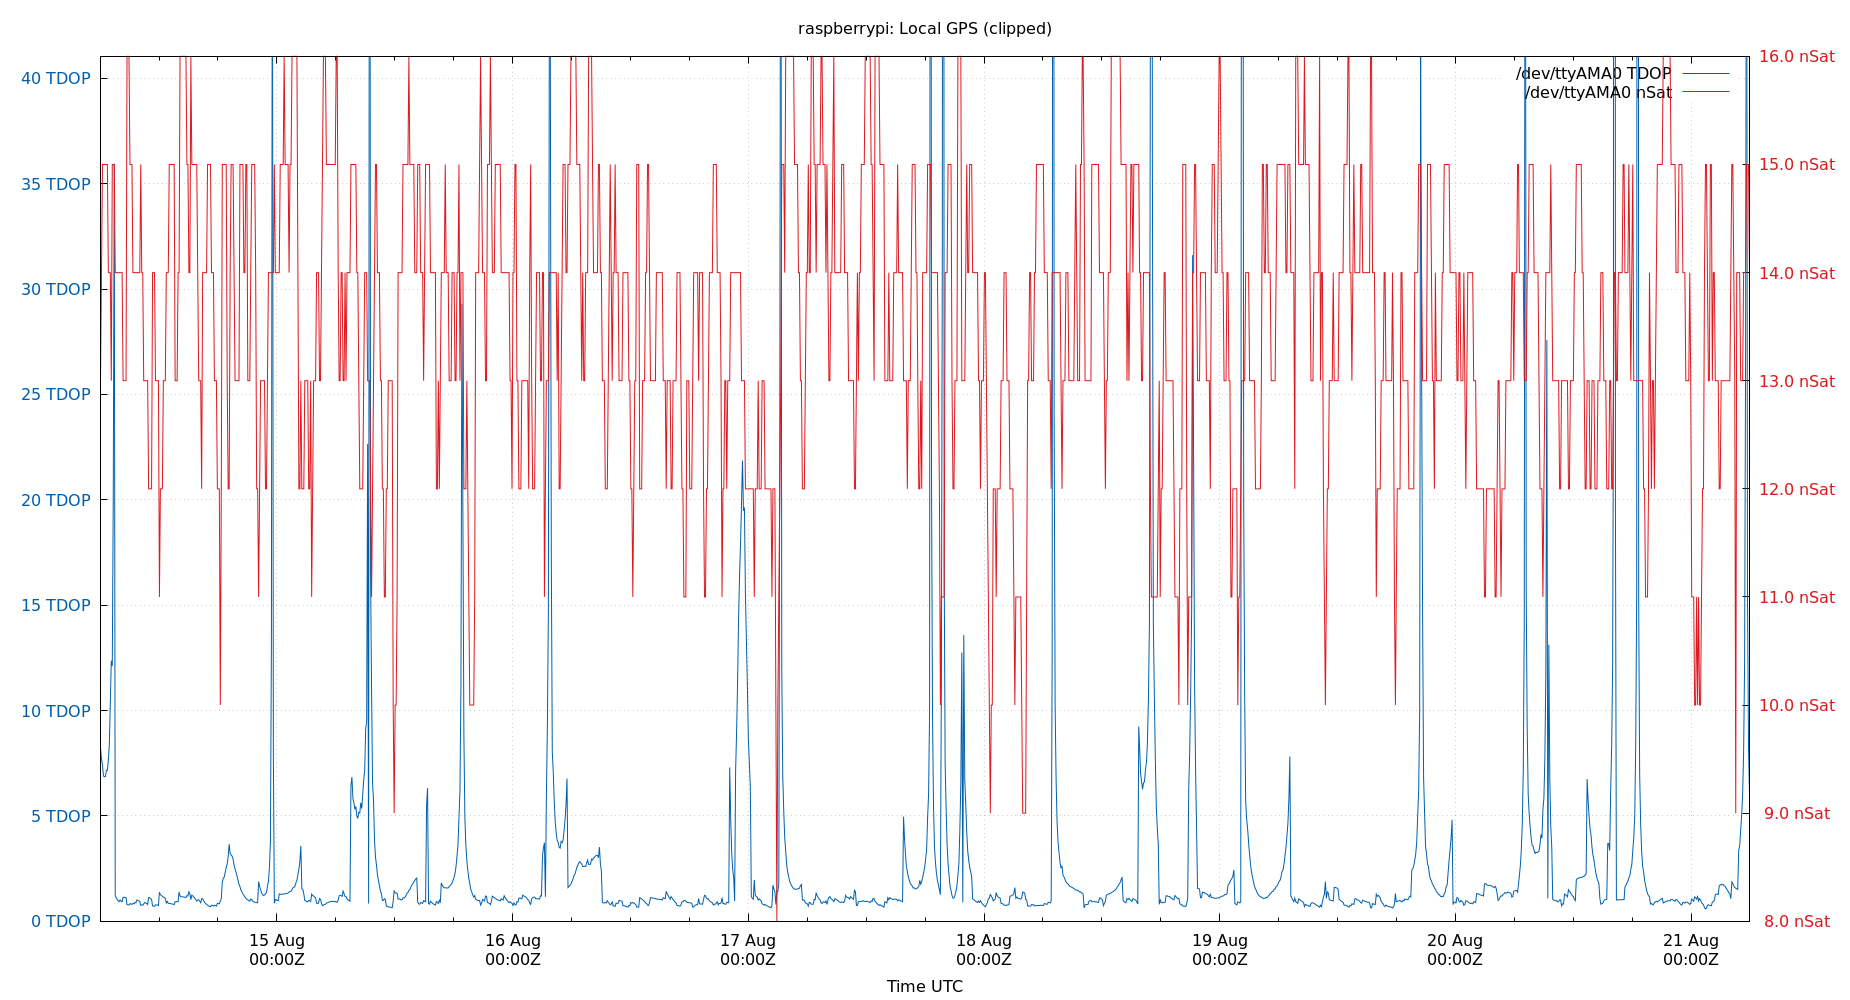 raspberrypi: Local GPS (clipped)
40 TDOP
35 TDOP
30 TDOP
25 TDOP
20 TDOP
15 TDOP
10 TDOP
5 TDOP
0 TDOP
16.0 nSat
15.0 nSat
14.0 nSat
13.0 nSat
12.0 nSat
11.0 nSat
10.0 nSat
9.0 nSat
8.0 nSat
/dev/ttyAMA0 TDOP
/dev/ttyAMA0 nSat
15 Aug
00:00Z
16 Aug
00:00Z
17 Aug
00:00Z
18 Aug
00:00Z
19 Aug
00:00Z
20 Aug
00:00Z
21 Aug
00:00Z
Time UTC